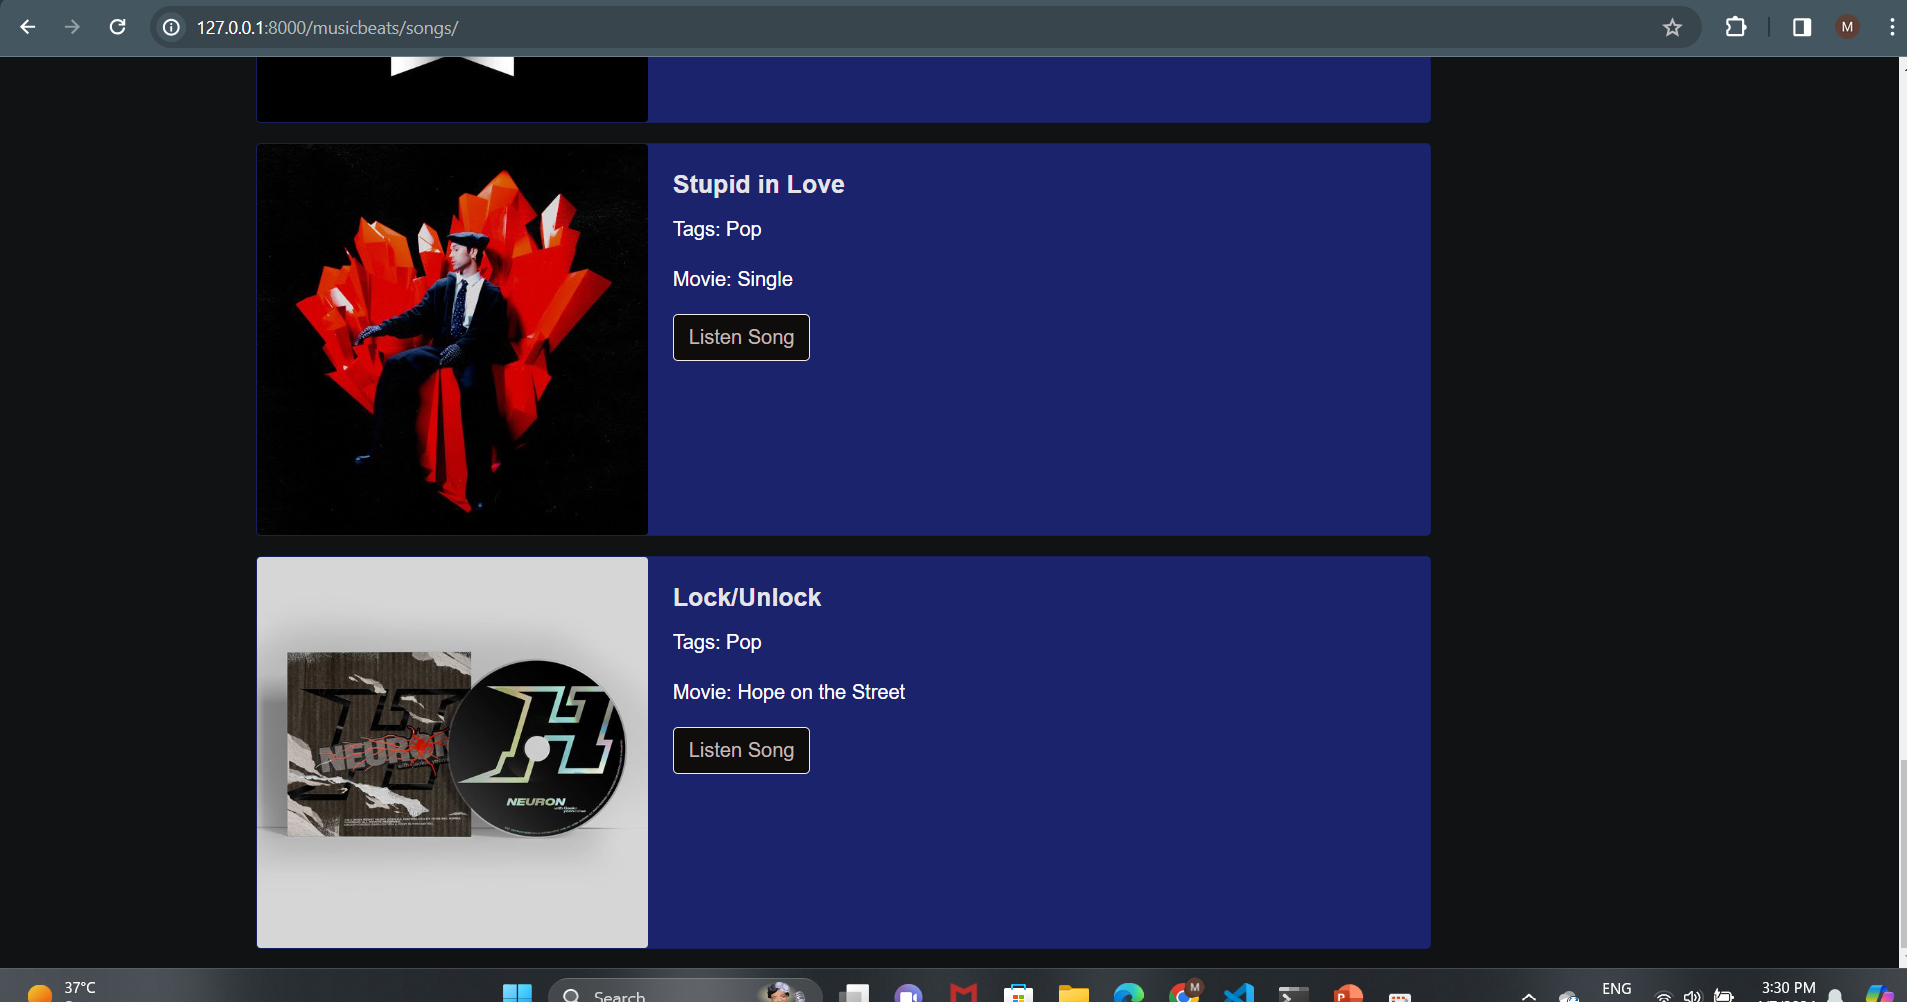 127.0.0.1:8000/musicbeats/songs/
M
Stupid in Love
Tags: Pop
Movie: Single
Listen Song
Lock/Unlock
Tags: Pop
Movie: Hope on the Street
Listen Song
NEURON
H
NEURON
37°C
Search
M
ENG
3:30 PM